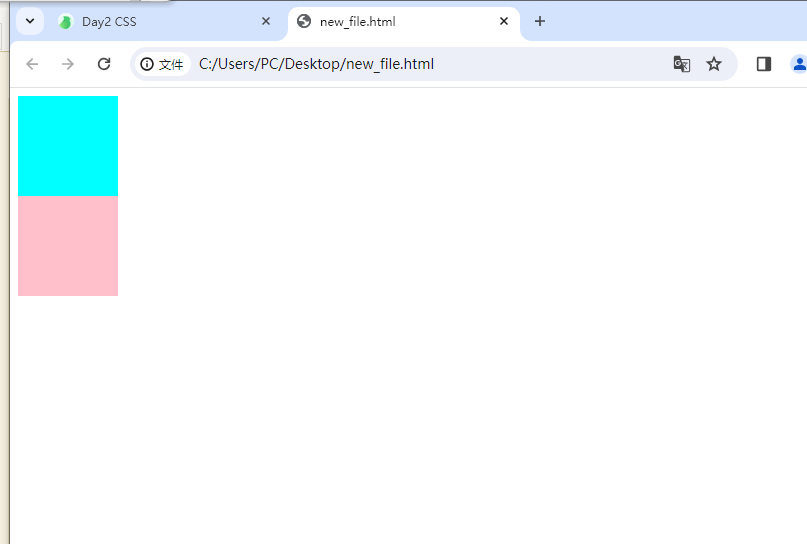 Day2 CSS
new_file.html
文件
C:/Users/PC/Desktop/new_file.html